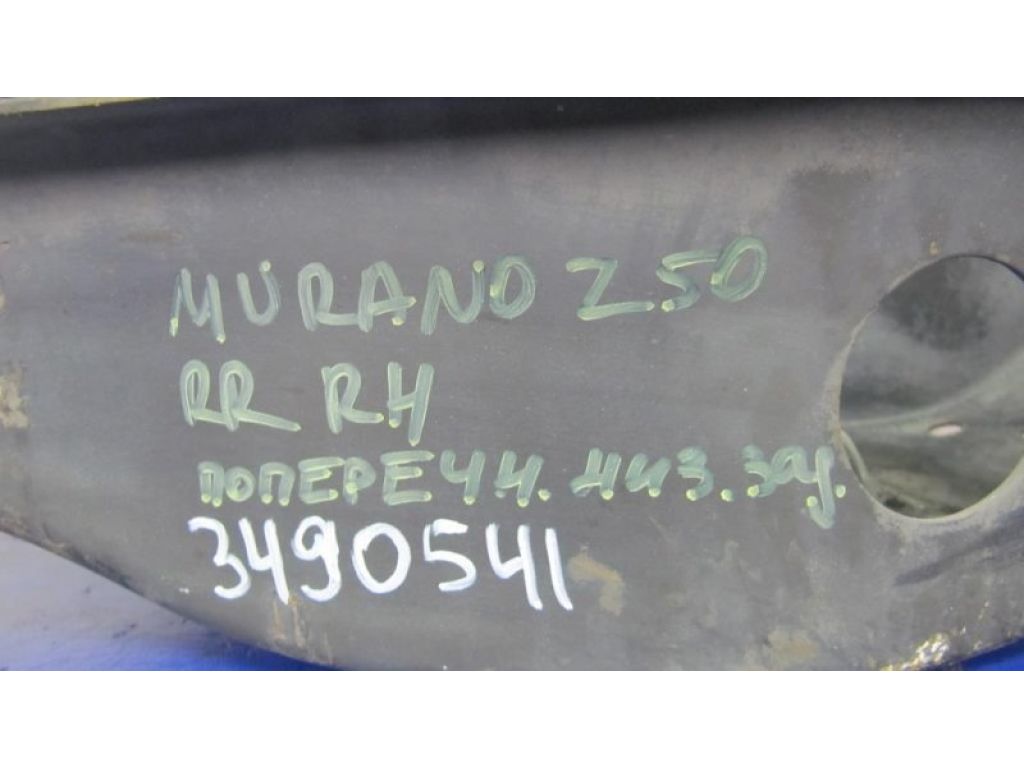 MURANO Z50
RR RH
ПОПЕРЕЧН. НИЗ. ЗАД.
3490541